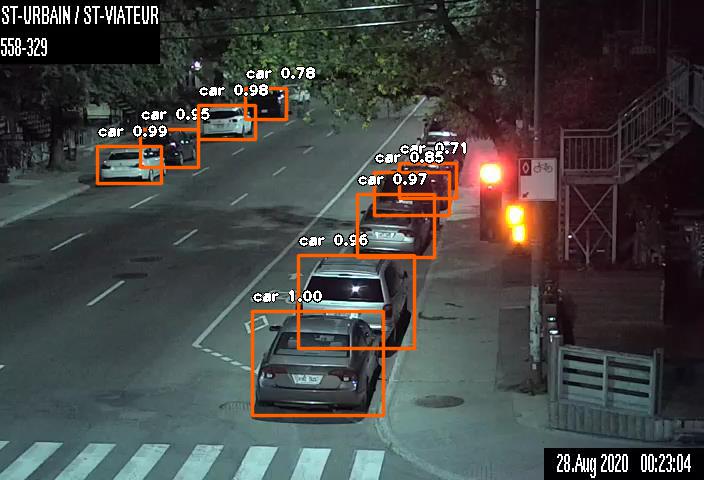 ST-URBAIN / ST-VIATEUR
558-329
car 0.78
car 0.98
car 0.95
car 0.99
car 0.71
car 0.85
car 0.97
car 0.96
car 1.00
28.Aug 2020 00:23:04